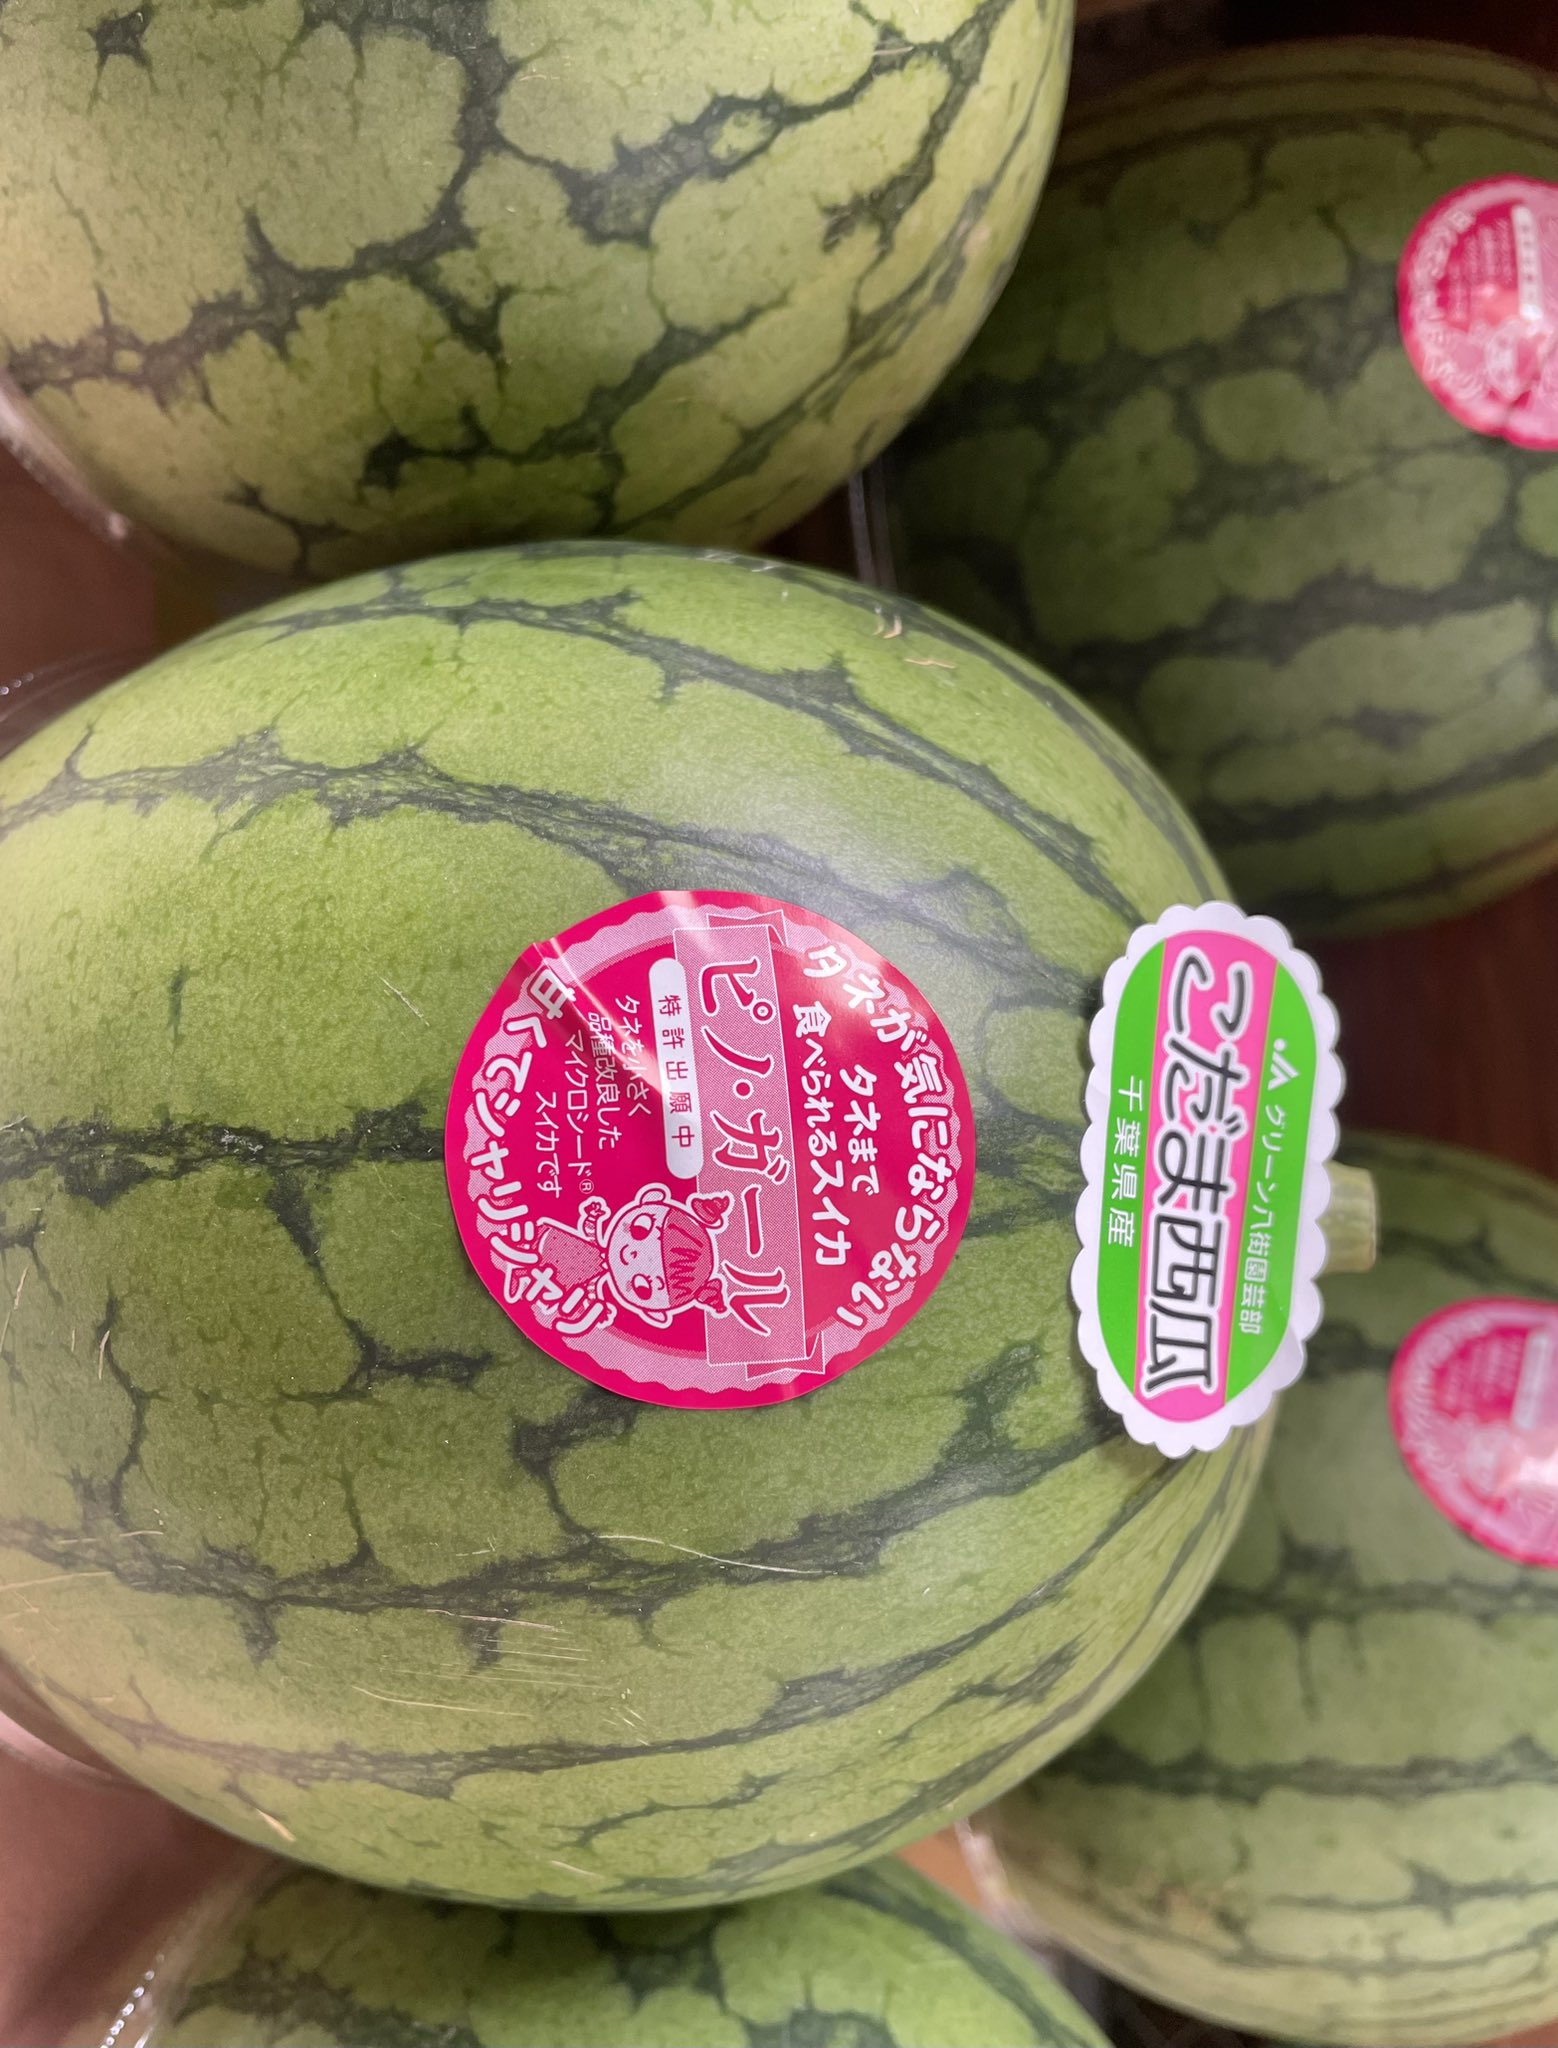 タネが気にならない
タネまで
食べられるスイカ
ピノ・ガール
特許出願中
タネを小さく
品種改良した
マイクロシード®
スイカです
甘くてシャリシャリ
JA グリーン八街園芸部
こだま西瓜
千葉県産